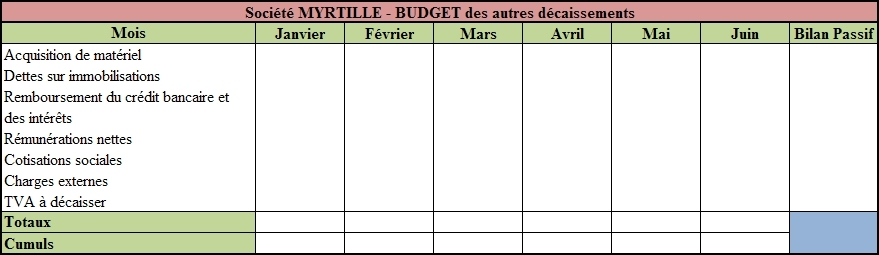 Société MYRTILLE - BUDGET des autres décaissements
Mois Janvier Février Mars Avril Mai Juin Bilan Passif
Acquisition de matériel
Dettes sur immobilisations
Remboursement du crédit bancaire et
des intérêts
Rémunérations nettes
Cotisations sociales
Charges externes
TVA à décaisser
Totaux
Cumuls